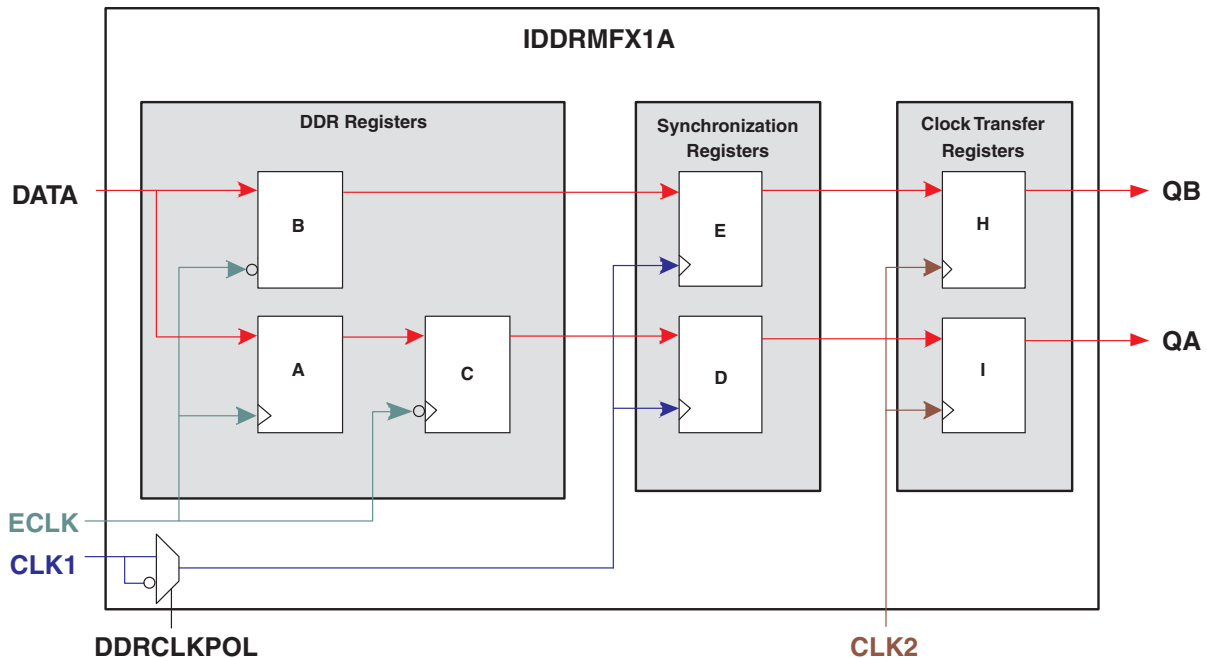 IDDRMFX1A
DDR Registers
Synchronization
Registers
Clock Transfer
Registers
DATA
B
E
H
QB
A
C
D
I
QA
ECLK
CLK1
DDRCLKPOL
CLK2